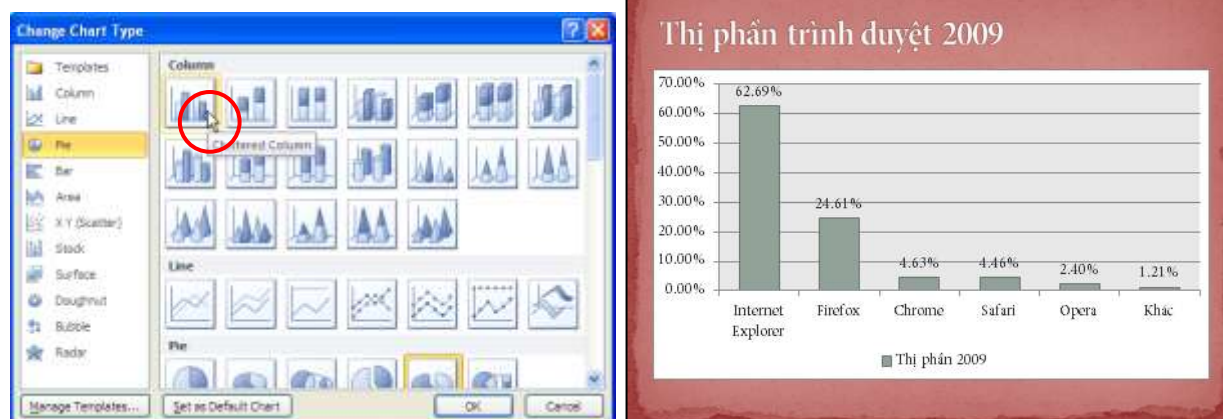 Change Chart Type
Templates
Column
Line
Pie
Bar
Area
X Y (Scatter)
Stock
Surface
Doughnut
Bubble
Radar
Column
Clustered Column
Line
Pie
Manage Templates...
Set as Default Chart
OK
Cancel
Thị phần trình duyệt 2009
70.00%
60.00%
50.00%
40.00%
30.00%
20.00%
10.00%
0.00%
62.69%
24.61%
4.63%
4.46%
2.40%
1.21%
Internet
Explorer
Firefox
Chrome
Safari
Opera
Khác
Thị phần 2009